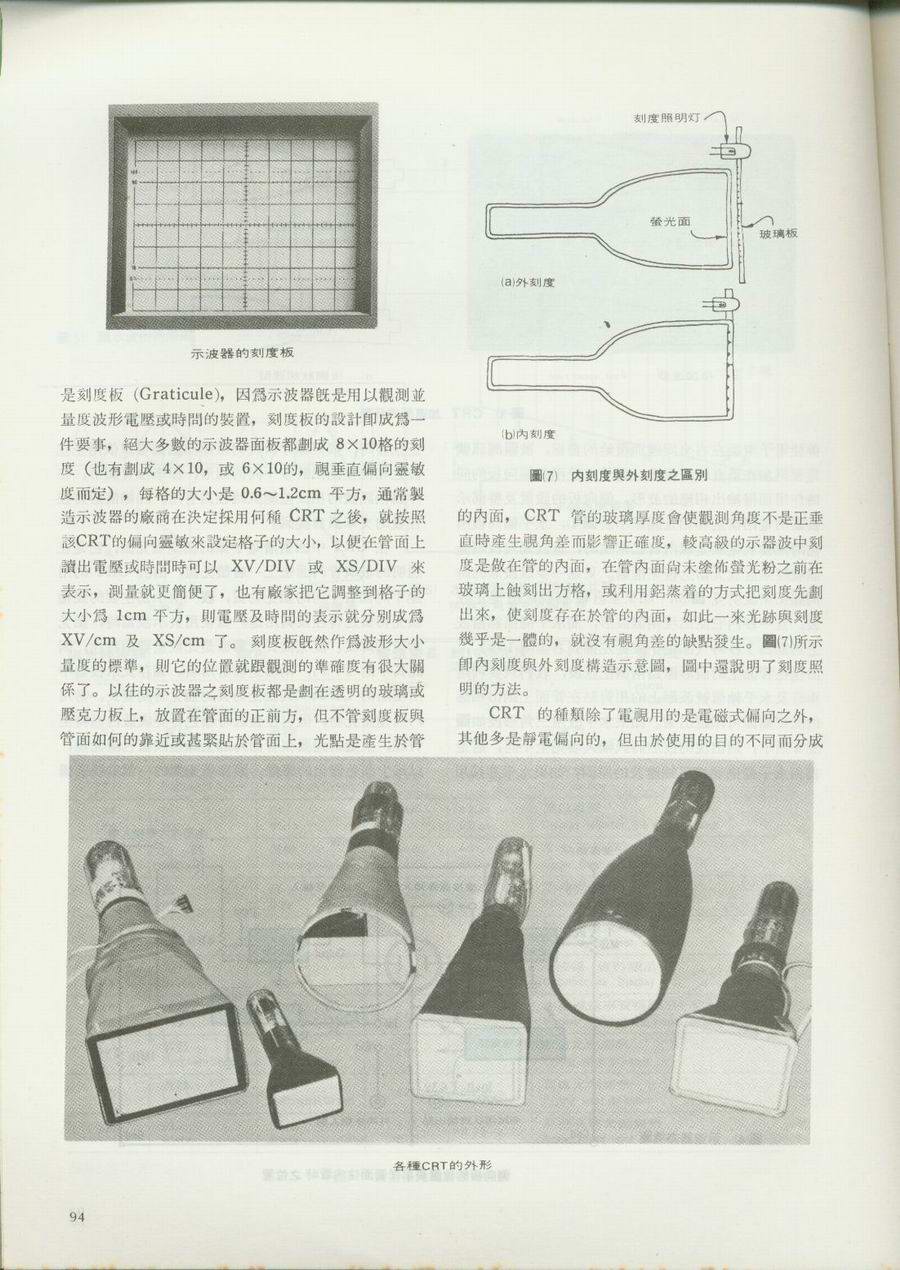 示波器的刻度板
是刻度板 (Graticule)，因爲示波器既是用以觀測並
量度波形電壓或時間的裝置，刻度板的設計卽成爲一
件要事，絕大多數的示波器面板都劃成 8×10格的刻
度（也有劃成 4×10，或 6×10的，視垂直偏向靈敏
度而定），每格的大小是 0.6～1.2cm 平方，通常製
造示波器的廠商在決定採用何種 CRT 之後，就按照
該CRT的偏向靈敏來設定格子的大小，以便在管面上
讀出電壓或時間時可以 XV/DIV 或 XS/DIV 來
表示，測量就更簡便了，也有廠家把它調整到格子的
大小爲 1cm 平方，則電壓及時間的表示就分別成爲
XV/cm 及 XS/cm 了。 刻度板既然作爲波形大小
量度的標準，則它的位置就跟觀測的準確度有很大關
係了。以往的示波器之刻度板都是劃在透明的玻璃或
壓克力板上，放置在管面的正前方，但不管刻度板與
管面如何的靠近或甚緊貼於管面上，光點是產生於管
刻度照明灯
螢光面
玻璃板
(a)外刻度
(b)內刻度
圖(7) 內刻度與外刻度之區別
的內面， CRT 管的玻璃厚度會使觀測角度不是正垂
直時產生視角差而影響正確度，較高級的示器波中刻
度是做在管的內面，在管內面尙未塗佈螢光粉之前在
玻璃上蝕刻出方格，或利用鋁蒸着的方式把刻度先劃
出來，使刻度存在於管的內面，如此一來光跡與刻度
幾乎是一體的，就沒有視角差的缺點發生。圖(7)所示
卽內刻度與外刻度構造示意圖，圖中還說明了刻度照
明的方法。
CRT 的種類除了電視用的是電磁式偏向之外，
其他多是靜電偏向的，但由於使用的目的不同而分成
各種CRT的外形
94